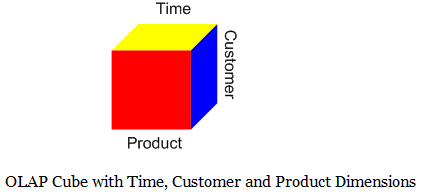 Time
Customer
Product
OLAP Cube with Time, Customer and Product Dimensions